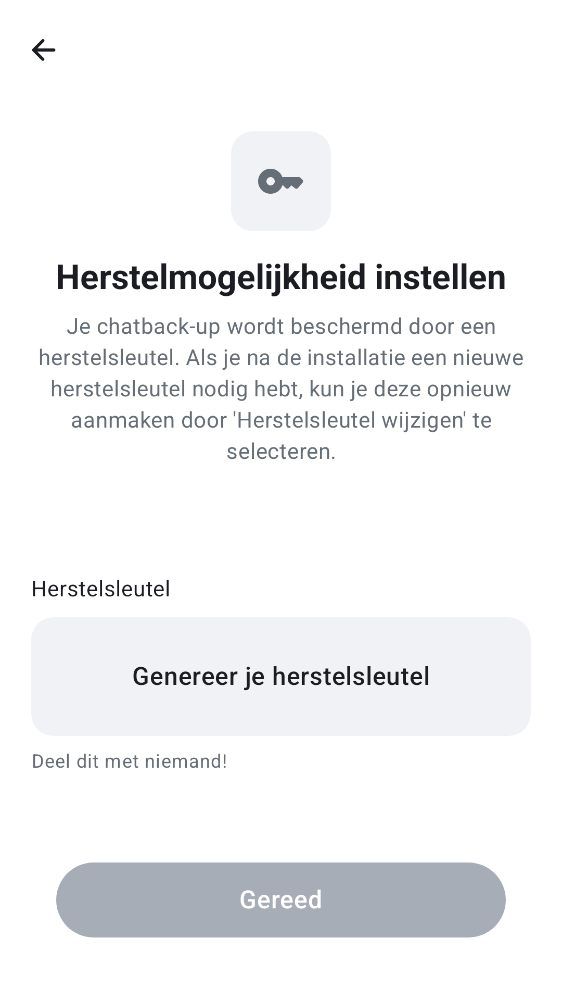 Herstelmogelijkheid instellen
Je chatback-up wordt beschermd door een
herstelsleutel. Als je na de installatie een nieuwe
herstelsleutel nodig hebt, kun je deze opnieuw
aanmaken door 'Herstelsleutel wijzigen' te
selecteren.
Herstelsleutel
Genereer je herstelsleutel
Deel dit met niemand!
Gereed